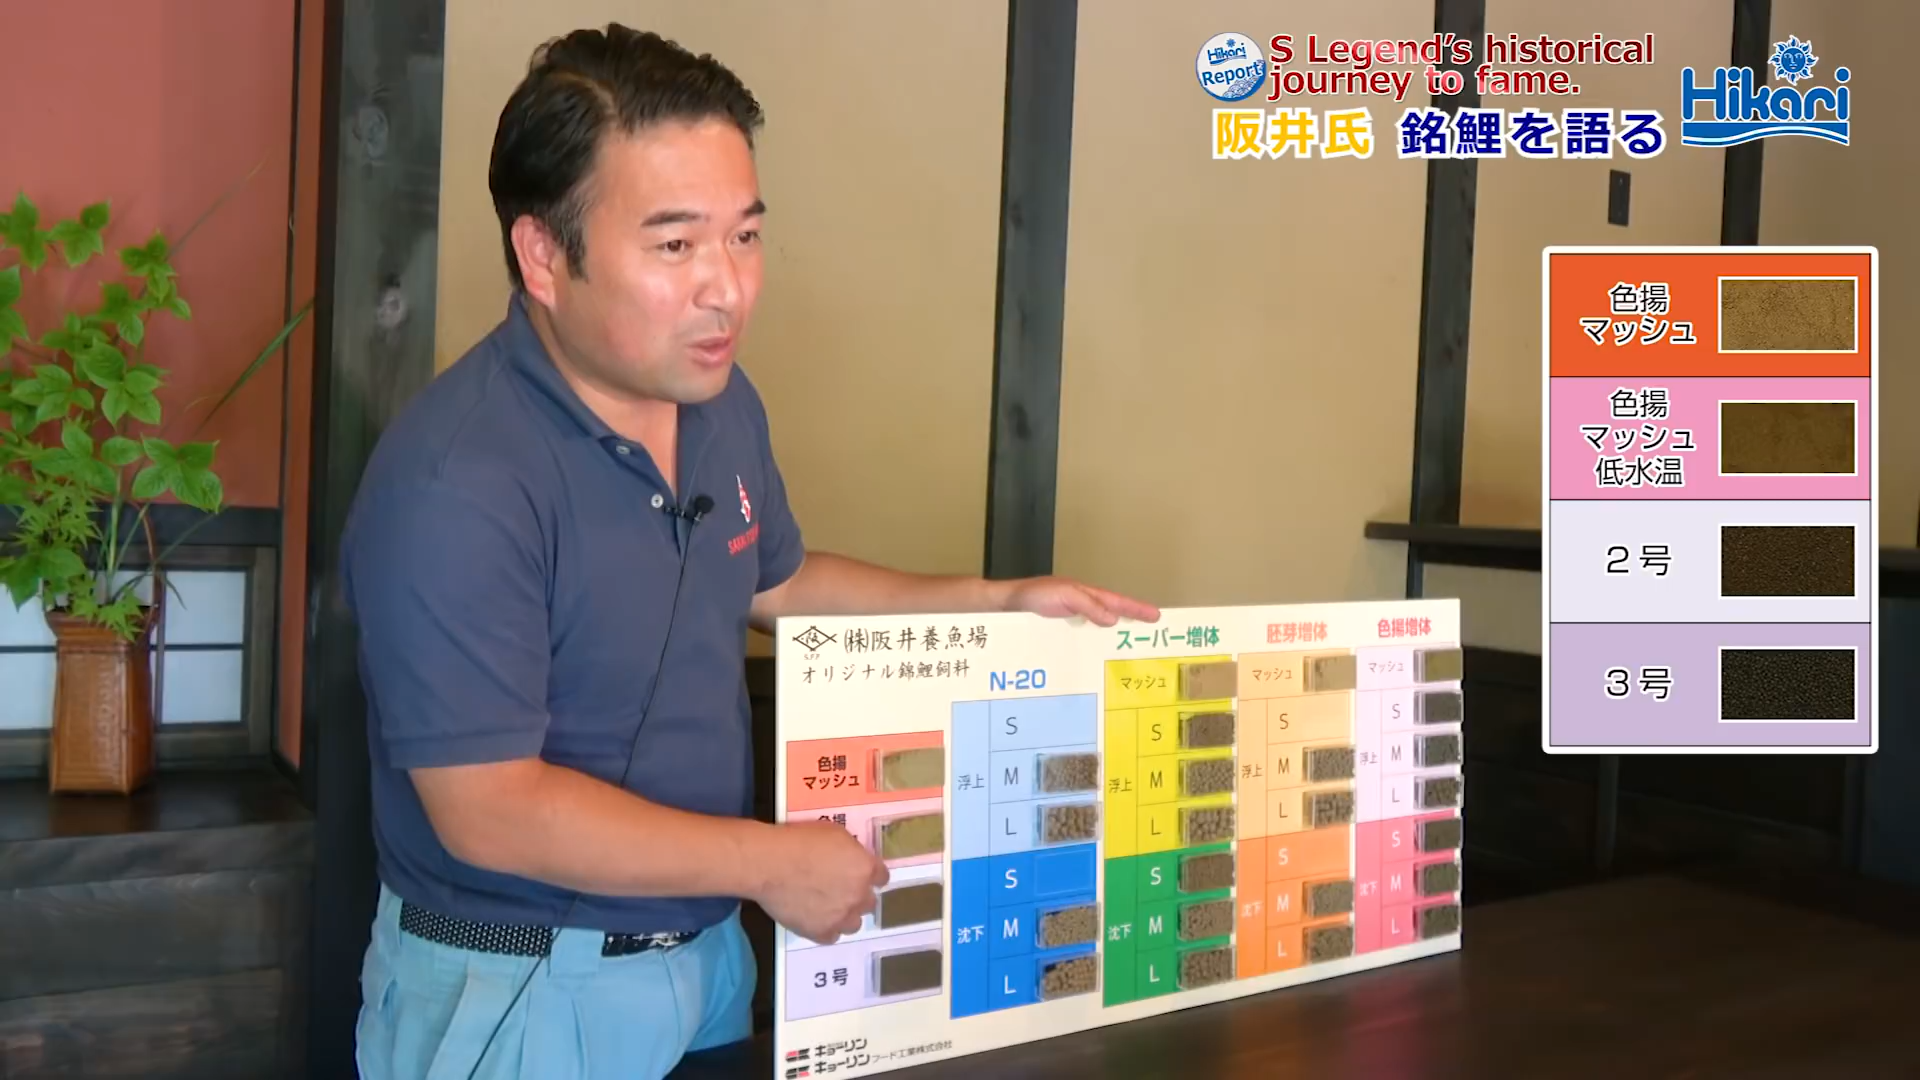 Hikari
Report
S Legend's historical
journey to fame.
阪井氏 銘鯉を語る
Hikari
色揚
マッシュ
色揚
マッシュ
低水温
2号
3号
阪
S.F.F
(株)阪井養魚場
オリジナル錦鯉飼料
色揚
マッシュ
色揚
3号
N-20
浮上
S
M
L
沈下
S
M
L
スーパー増体
マッシュ
浮上
S
M
L
沈下
S
M
L
胚芽増体
マッシュ
浮上
S
M
L
沈下
S
M
L
色揚増体
マッシュ
浮上
S
M
L
沈下
S
M
L
キョーリン
キョーリンフード工業株式会社